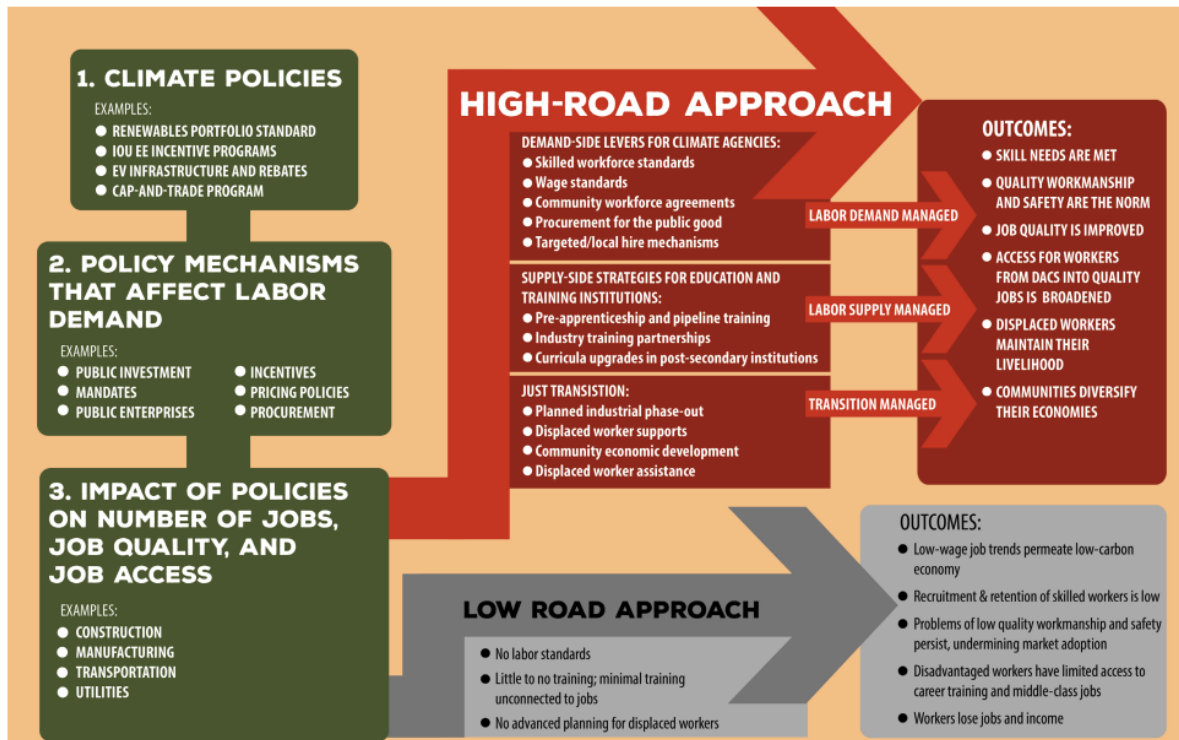 1. CLIMATE POLICIES
EXAMPLES:
● RENEWABLES PORTFOLIO STANDARD
● IOU EE INCENTIVE PROGRAMS
● EV INFRASTRUCTURE AND REBATES
● CAP-AND-TRADE PROGRAM
2. POLICY MECHANISMS
THAT AFFECT LABOR
DEMAND
EXAMPLES:
● PUBLIC INVESTMENT
● MANDATES
● PUBLIC ENTERPRISES
● INCENTIVES
● PRICING POLICIES
● PROCUREMENT
3. IMPACT OF POLICIES
ON NUMBER OF JOBS,
JOB QUALITY, AND
JOB ACCESS
EXAMPLES:
● CONSTRUCTION
● MANUFACTURING
● TRANSPORTATION
● UTILITIES
HIGH-ROAD APPROACH
DEMAND-SIDE LEVERS FOR CLIMATE AGENCIES:
● Skilled workforce standards
● Wage standards
● Community workforce agreements
● Procurement for the public good
● Targeted/local hire mechanisms
LABOR DEMAND MANAGED
SUPPLY-SIDE STRATEGIES FOR EDUCATION AND
TRAINING INSTITUTIONS:
● Pre-apprenticeship and pipeline training
● Industry training partnerships
● Curricula upgrades in post-secondary institutions
LABOR SUPPLY MANAGED
JUST TRANSISTION:
● Planned industrial phase-out
● Displaced worker supports
● Community economic development
● Displaced worker assistance
TRANSITION MANAGED
OUTCOMES:
● SKILL NEEDS ARE MET
● QUALITY WORKMANSHIP
AND SAFETY ARE THE NORM
● JOB QUALITY IS IMPROVED
● ACCESS FOR WORKERS
FROM DACS INTO QUALITY
JOBS IS BROADENED
● DISPLACED WORKERS
MAINTAIN THEIR
LIVELIHOOD
● COMMUNITIES DIVERSIFY
THEIR ECONOMIES
LOW ROAD APPROACH
● No labor standards
● Little to no training; minimal training
unconnected to jobs
● No advanced planning for displaced workers
OUTCOMES:
● Low-wage job trends permeate low-carbon
economy
● Recruitment & retention of skilled workers is low
● Problems of low quality workmanship and safety
persist, undermining market adoption
● Disadvantaged workers have limited access to
career training and middle-class jobs
● Workers lose jobs and income